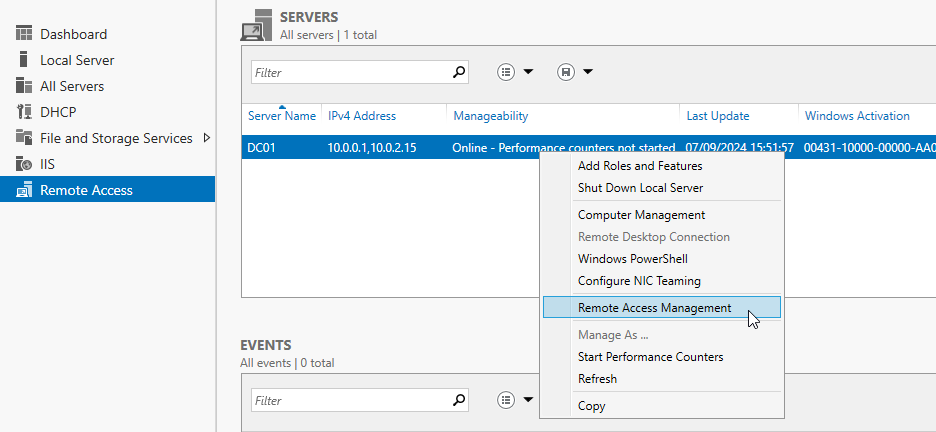 Dashboard
Local Server
All Servers
DHCP
File and Storage Services
IIS
Remote Access
SERVERS
All servers | 1 total
Filter
Server Name IPv4 Address Manageability Last Update Windows Activation
DC01 10.0.0.1,10.0.2.15 Online - Performance counters not started 07/09/2024 15:51:57 00431-10000-00000-AA0
Add Roles and Features
Shut Down Local Server
Computer Management
Remote Desktop Connection
Windows PowerShell
Configure NIC Teaming
Remote Access Management
Manage As ...
Start Performance Counters
Refresh
Copy
EVENTS
All events | 0 total
Filter